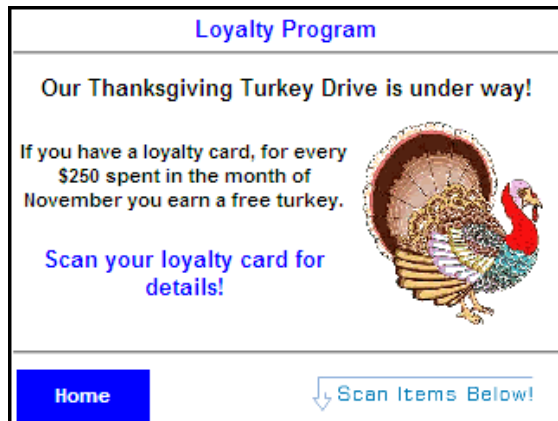 Loyalty Program
Our Thanksgiving Turkey Drive is under way!
If you have a loyalty card, for every
$250 spent in the month of
November you earn a free turkey.
Scan your loyalty card for
details!
Home
Scan Items Below!